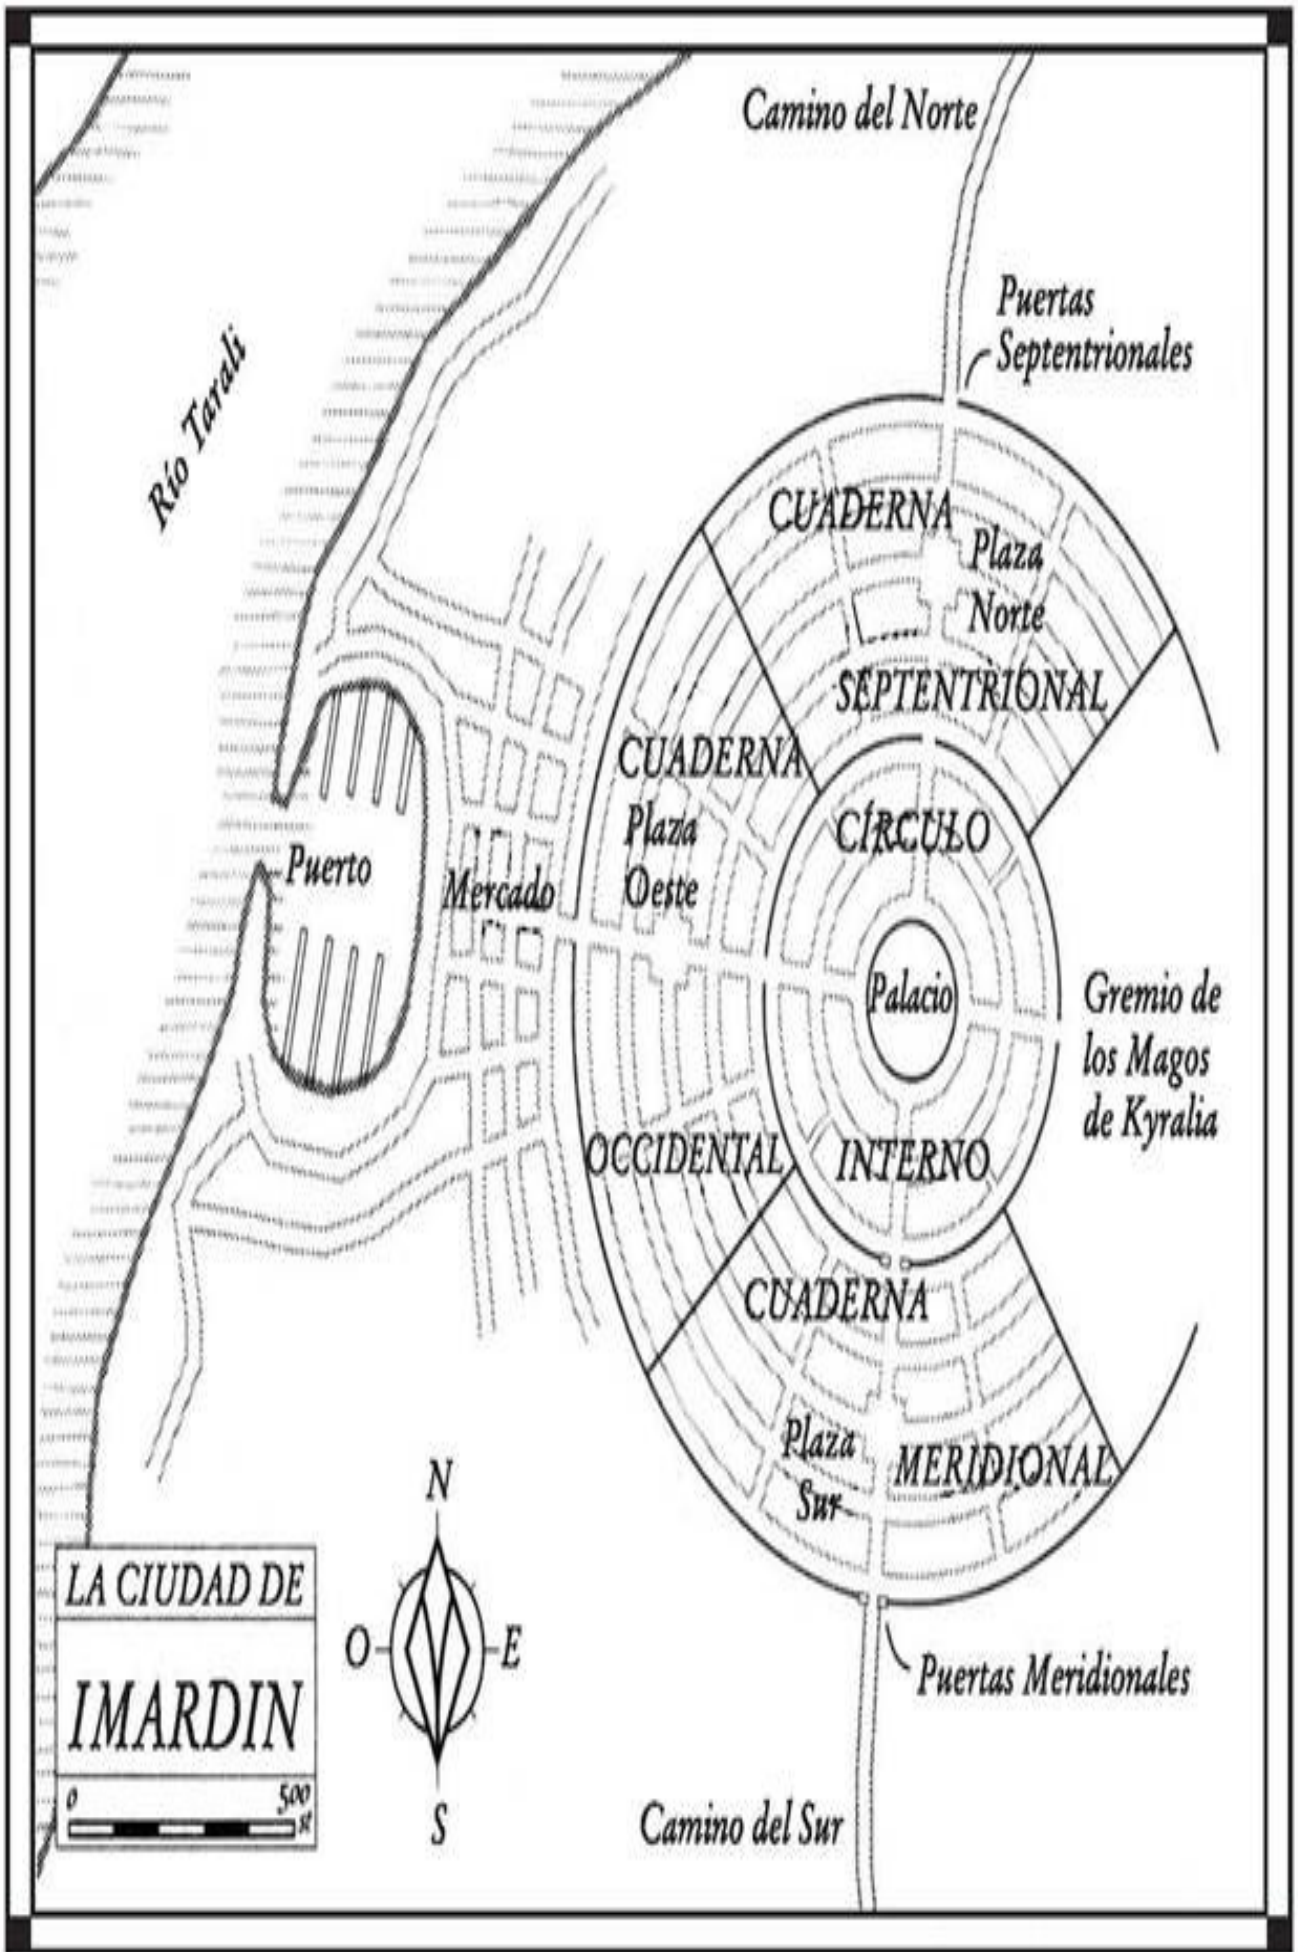 Camino del Norte
Puertas
Septentrionales
Río Tarali
CUADERNA
Plaza
Norte
SEPTENTRIONAL
CUADERNA
Plaza
Oeste
OCCIDENTAL
CÍRCULO
INTERNO
Palacio
Puerto
Mercado
Gremio de
los Magos
de Kyralia
CUADERNA
Plaza
Sur
MERIDIONAL
N
O
E
S
Puertas Meridionales
Camino del Sur
LA CIUDAD DE
IMARDIN
0 500